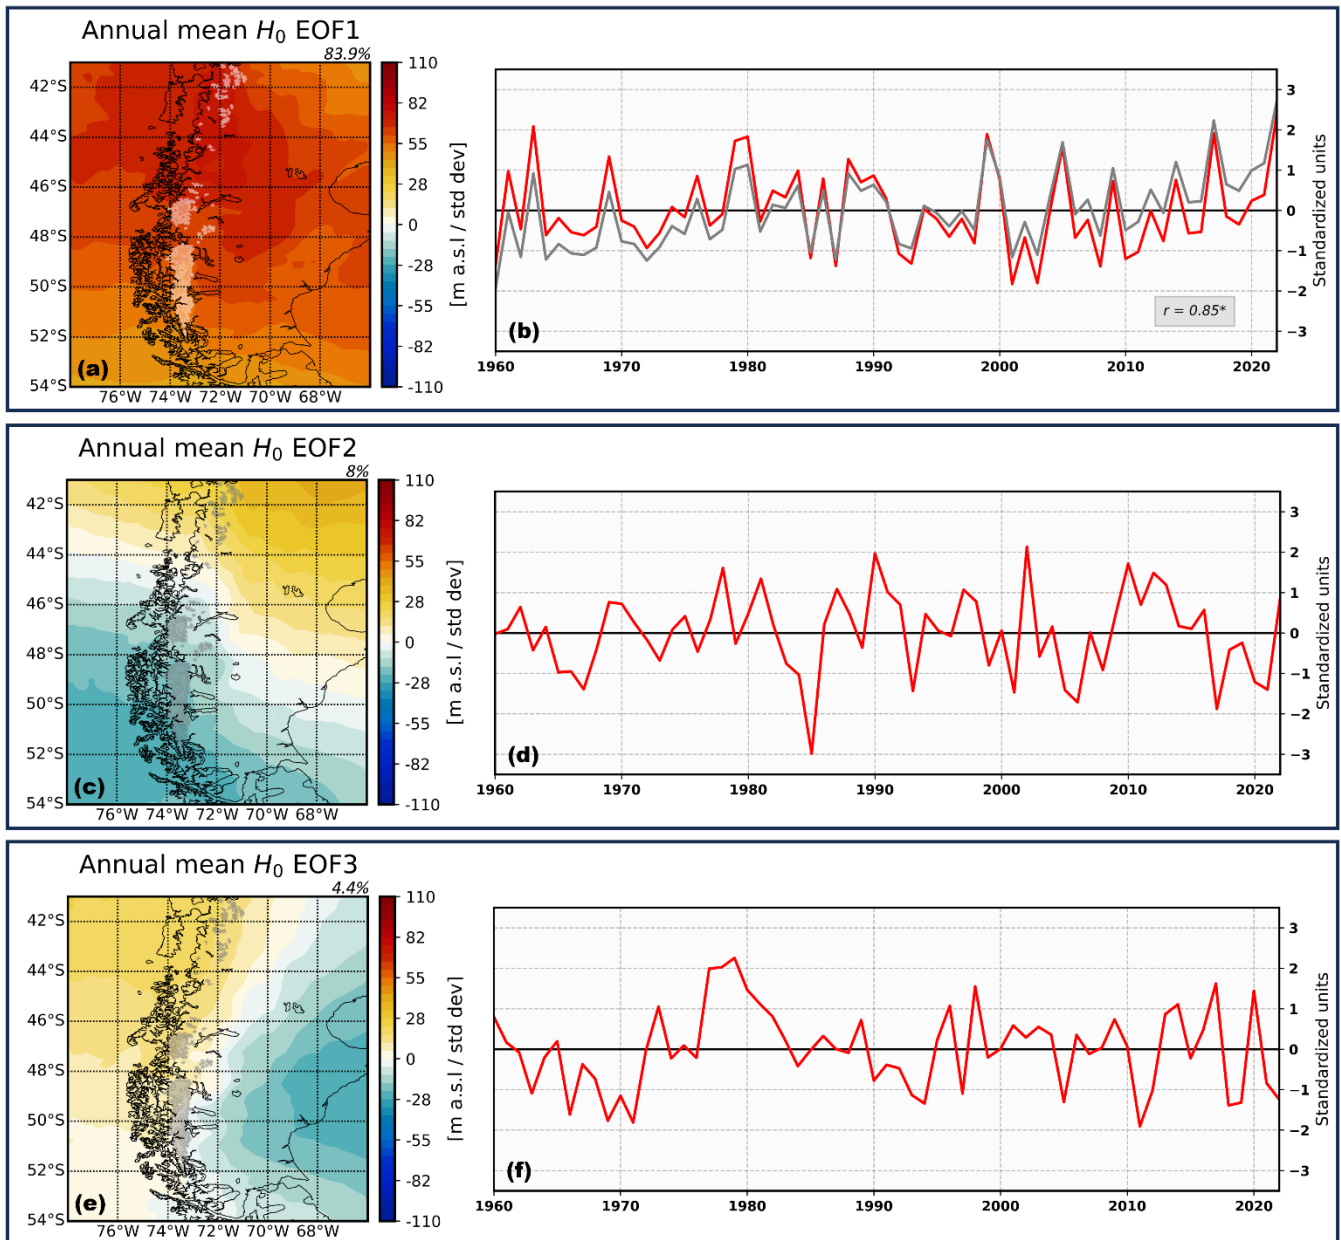 Annual mean H₀ EOF1
83.9%
42°S
44°S
46°S
48°S
50°S
52°S
54°S
76°W 74°W 72°W 70°W 68°W
(a)
110
82
55
28
0
-28
-55
-82
-110
[m a.s.l / std dev]
3
2
1
0
−1
−2
−3
Standardized units
r = 0.85*
(b)
1960 1970 1980 1990 2000 2010 2020
Annual mean H₀ EOF2
8%
42°S
44°S
46°S
48°S
50°S
52°S
54°S
76°W 74°W 72°W 70°W 68°W
(c)
110
82
55
28
0
-28
-55
-82
-110
[m a.s.l / std dev]
3
2
1
0
−1
−2
−3
Standardized units
(d)
1960 1970 1980 1990 2000 2010 2020
Annual mean H₀ EOF3
4.4%
42°S
44°S
46°S
48°S
50°S
52°S
54°S
76°W 74°W 72°W 70°W 68°W
(e)
110
82
55
28
0
-28
-55
-82
-110
[m a.s.l / std dev]
3
2
1
0
−1
−2
−3
Standardized units
(f)
1960 1970 1980 1990 2000 2010 2020